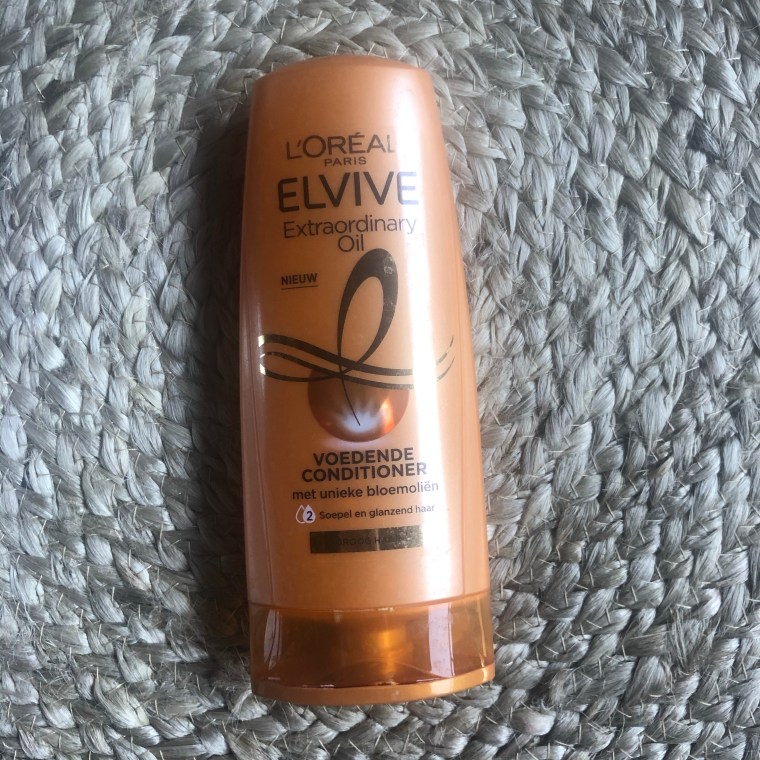 L'ORÉAL
PARIS
ELVIVE
Extraordinary
Oil
NIEUW
VOEDENDE
CONDITIONER
met unieke bloemoliën
2 Soepel en glanzend haar